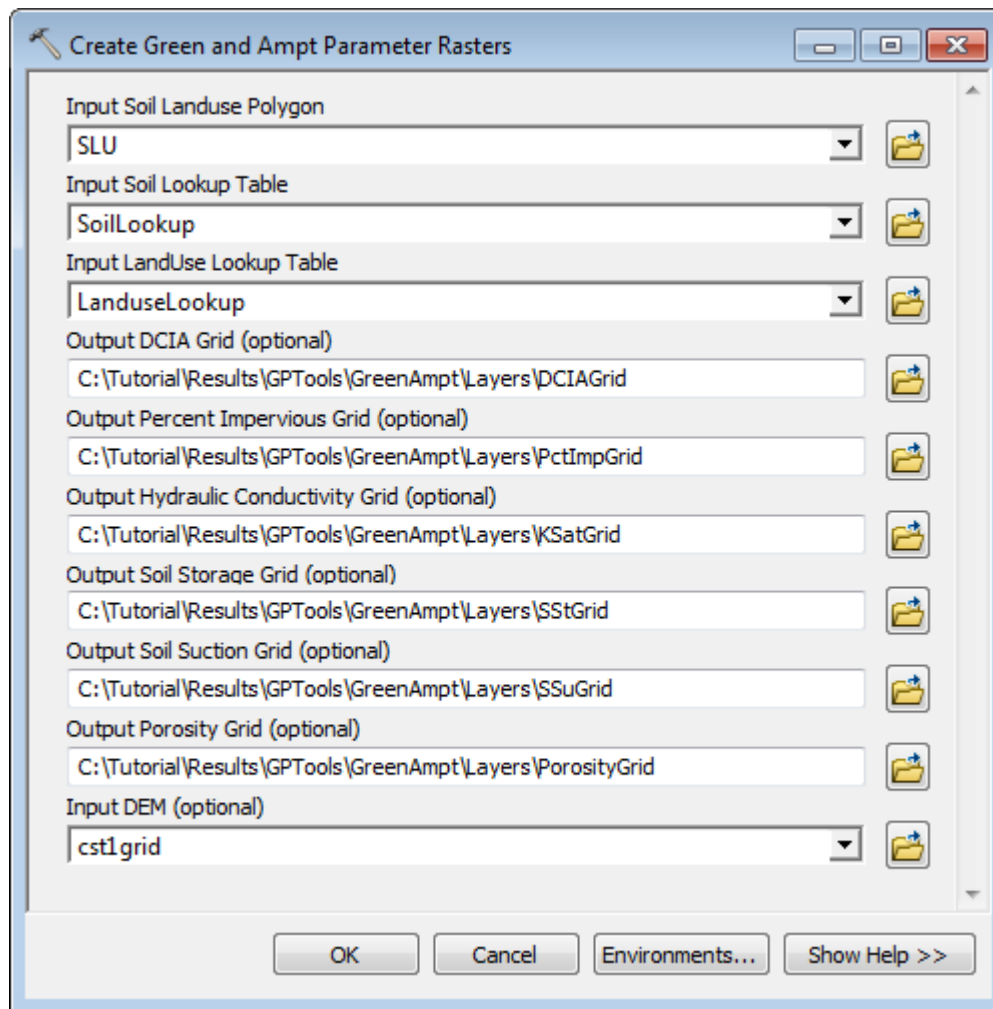 Create Green and Ampt Parameter Rasters
Input Soil Landuse Polygon
SLU
Input Soil Lookup Table
SoilLookup
Input LandUse Lookup Table
LanduseLookup
Output DCIA Grid (optional)
C:\Tutorial\Results\GPTools\GreenAmpt\Layers\DCIAGrid
Output Percent Impervious Grid (optional)
C:\Tutorial\Results\GPTools\GreenAmpt\Layers\PctImpGrid
Output Hydraulic Conductivity Grid (optional)
C:\Tutorial\Results\GPTools\GreenAmpt\Layers\KSatGrid
Output Soil Storage Grid (optional)
C:\Tutorial\Results\GPTools\GreenAmpt\Layers\SStGrid
Output Soil Suction Grid (optional)
C:\Tutorial\Results\GPTools\GreenAmpt\Layers\SSuGrid
Output Porosity Grid (optional)
C:\Tutorial\Results\GPTools\GreenAmpt\Layers\PorosityGrid
Input DEM (optional)
cst1grid
OK Cancel Environments... Show Help >>